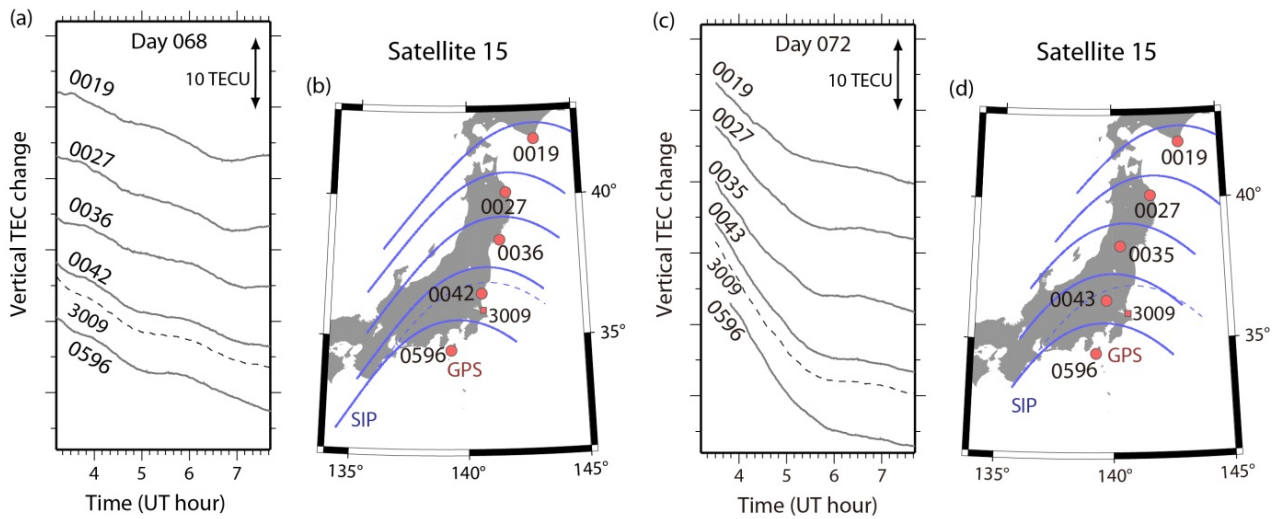 (a)
Day 068
10 TECU
0019
0027
0036
0042
3009
0596
Vertical TEC change
4 5 6 7
Time (UT hour)
Satellite 15
(b)
0019
0027
0036
0042
3009
0596
GPS
SIP
40°
35°
135° 140° 145°
(c)
Day 072
10 TECU
0019
0027
0035
0043
3009
0596
Vertical TEC change
4 5 6 7
Time (UT hour)
Satellite 15
(d)
0019
0027
0035
0043
3009
0596
GPS
SIP
40°
35°
135° 140° 145°